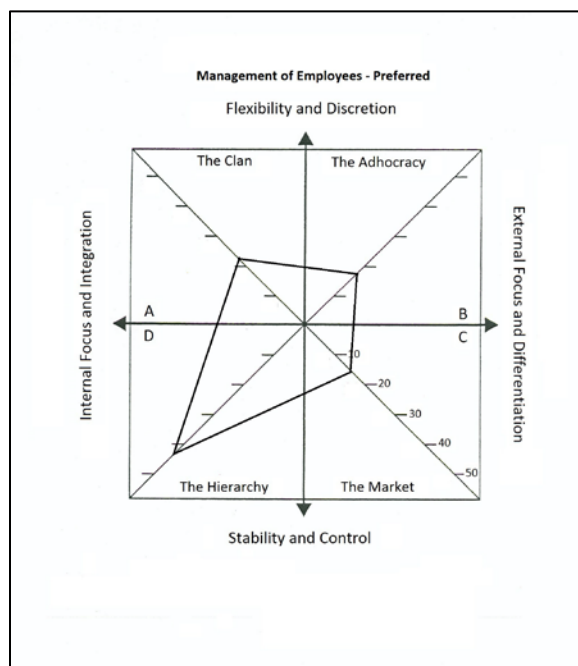 Management of Employees - Preferred
Flexibility and Discretion
The Clan
The Adhocracy
Internal Focus and Integration
External Focus and Differentiation
A
B
D
C
10
20
30
40
50
The Hierarchy
The Market
Stability and Control